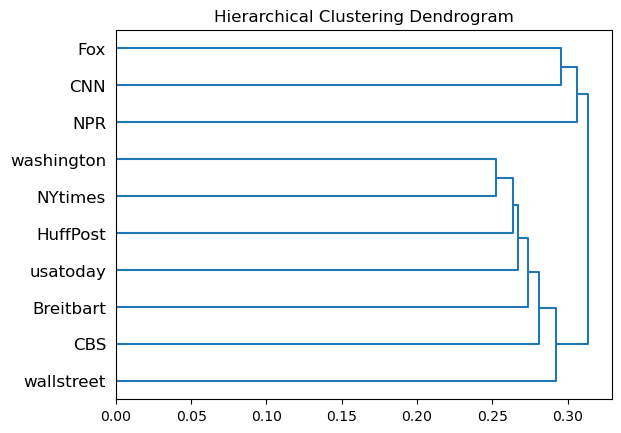 Hierarchical Clustering Dendrogram
Fox
CNN
NPR
washington
NYtimes
HuffPost
usatoday
Breitbart
CBS
wallstreet
0.00 0.05 0.10 0.15 0.20 0.25 0.30